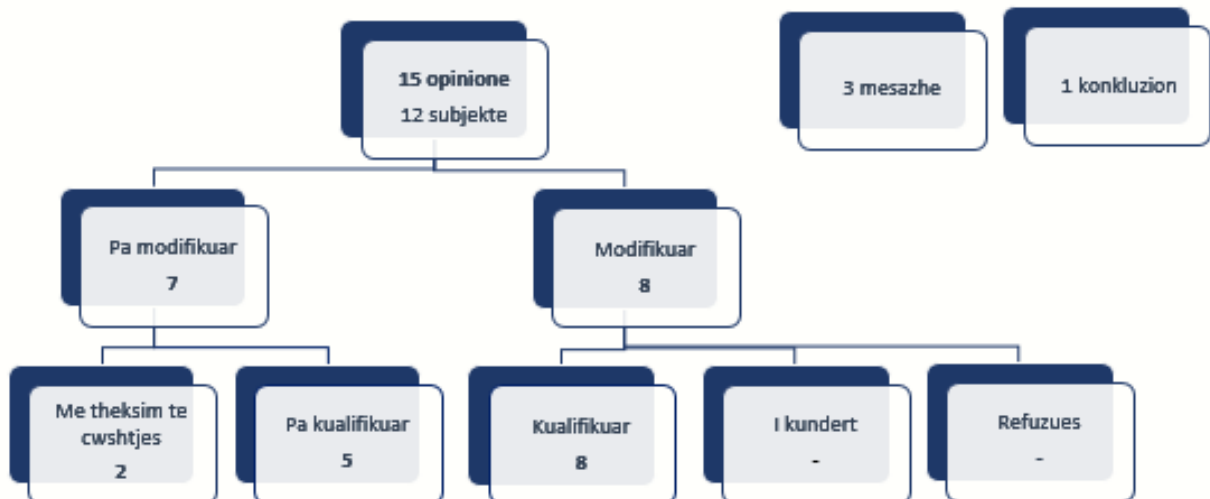 15 opinione
12 subjekte
3 mesazhe
1 konkluzion
Pa modifikuar
7
Modifikuar
8
Me theksim te
cwshtjes
2
Pa kualifikuar
5
Kualifikuar
8
I kundert
-
Refuzues
-